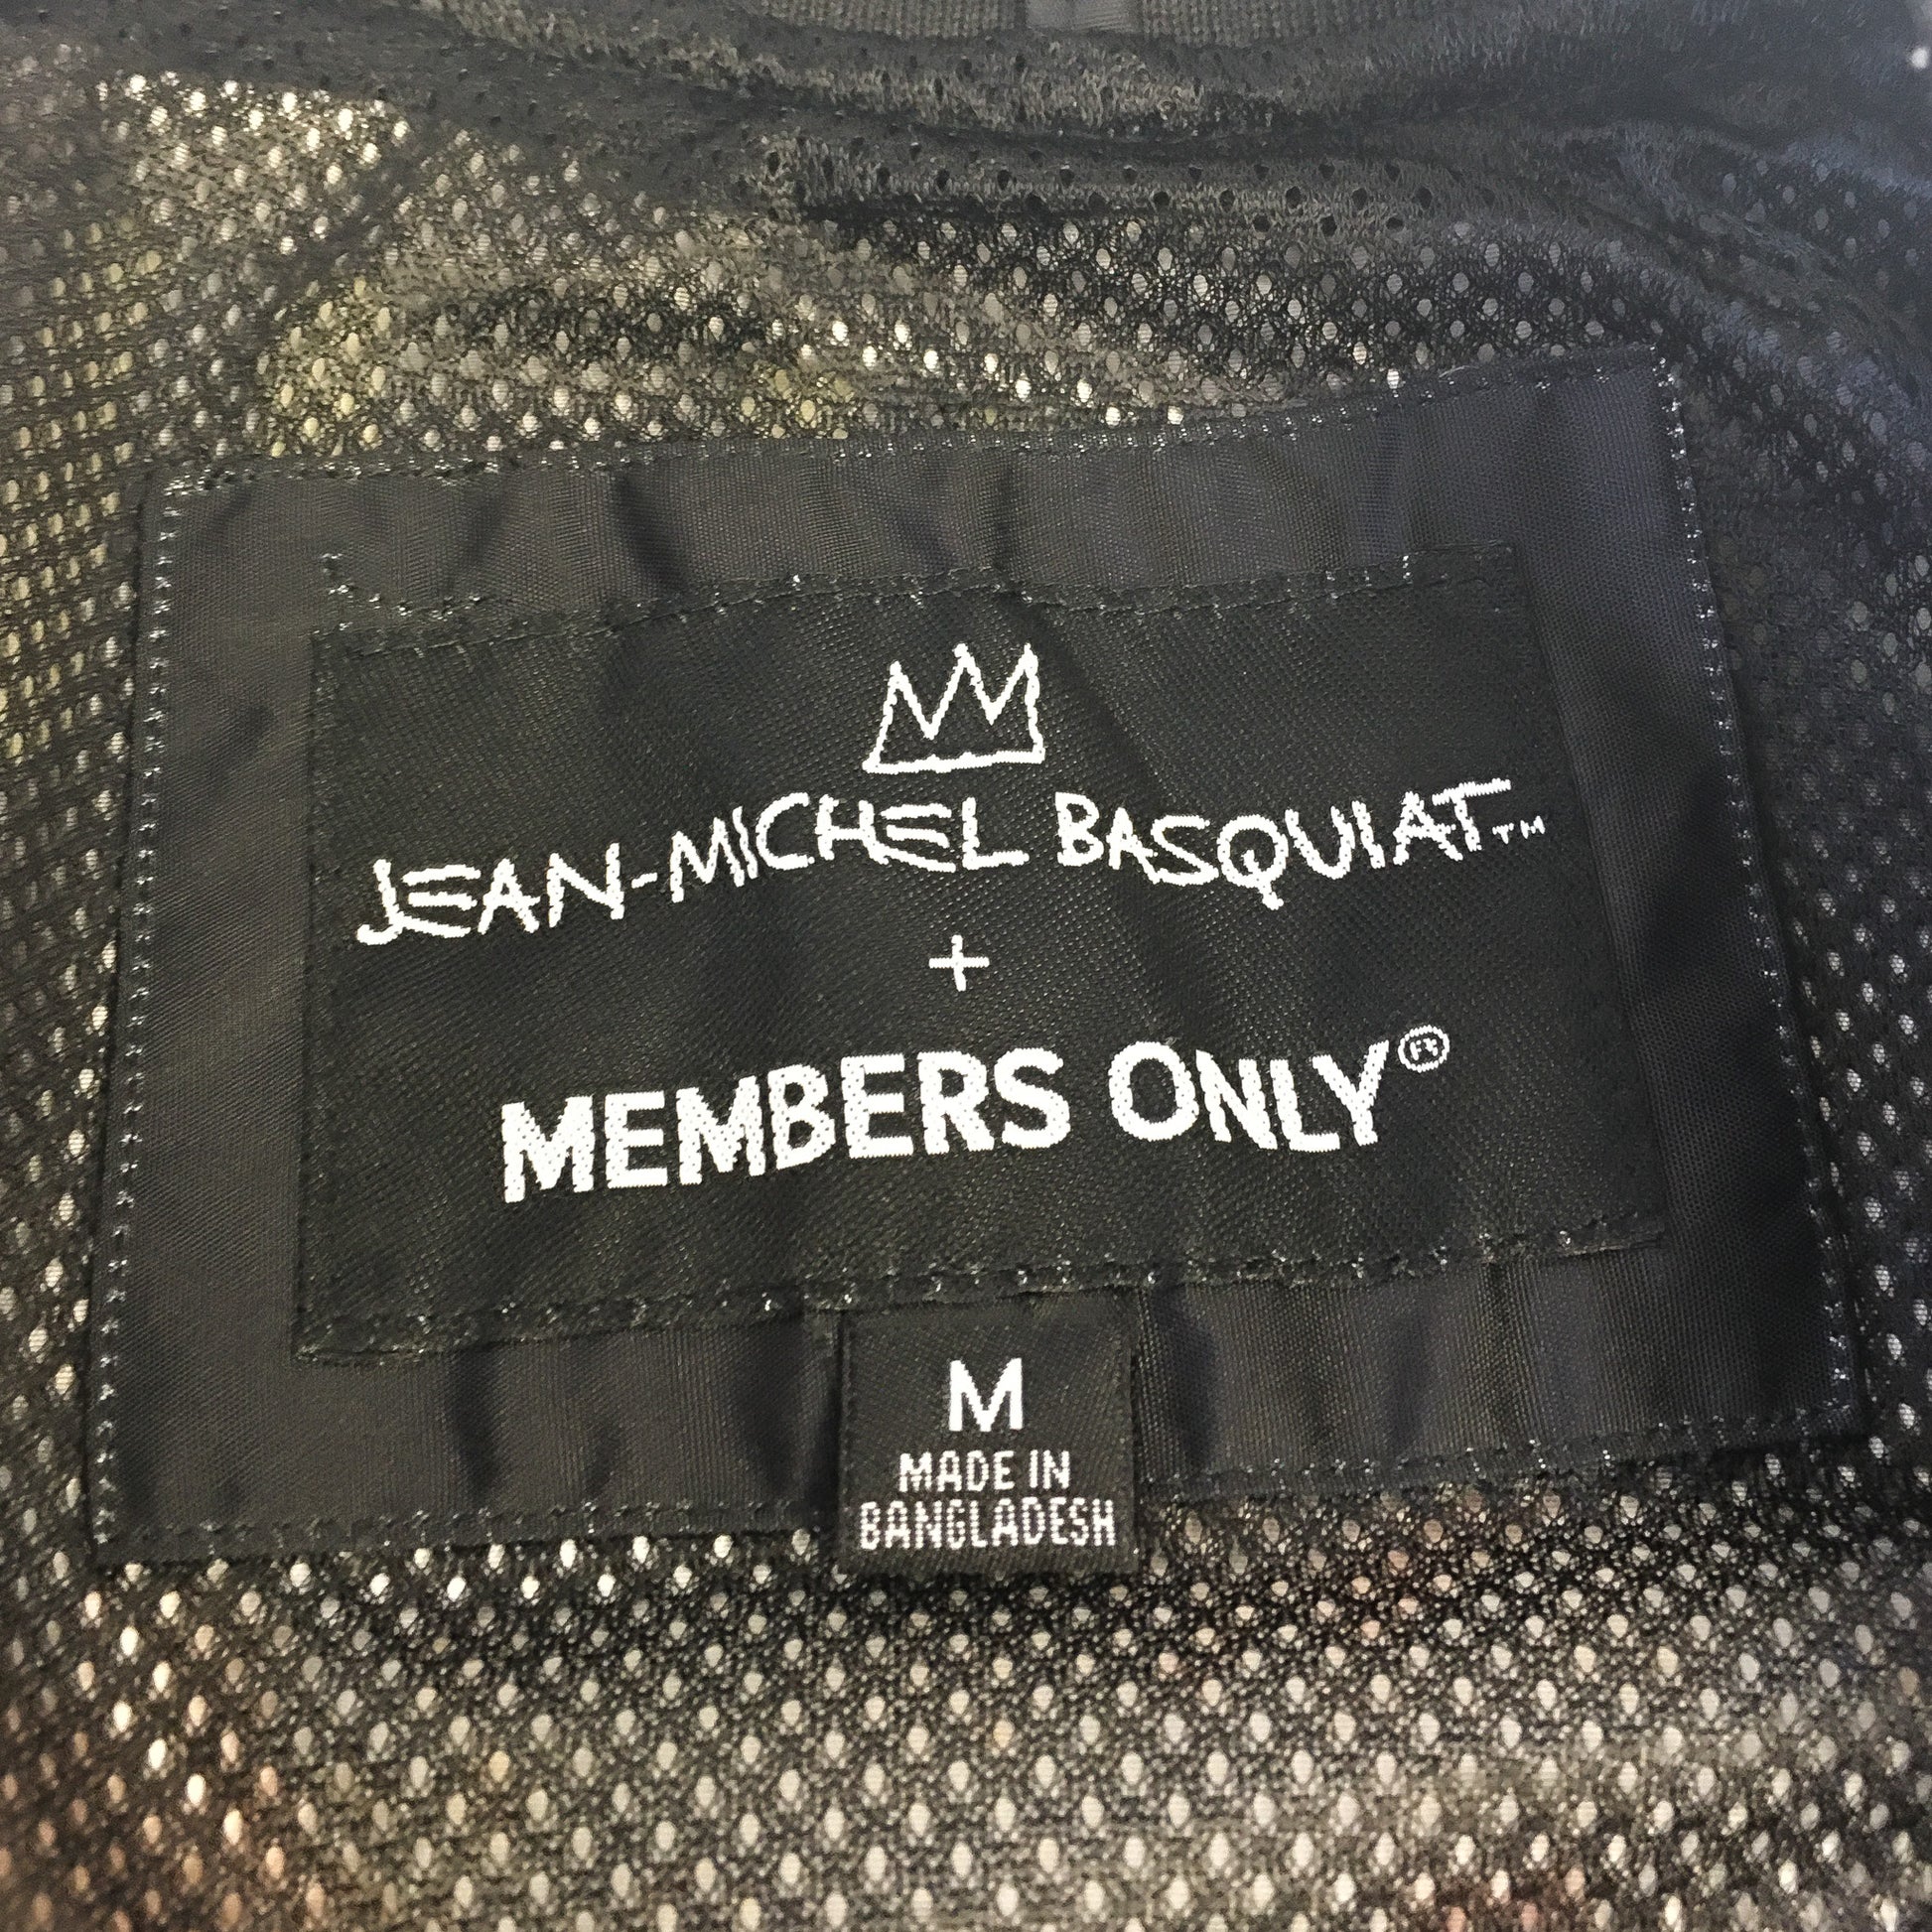 JEAN-MICHEL BASQUIAT™
+
MEMBERS ONLY®
M
MADE IN
BANGLADESH